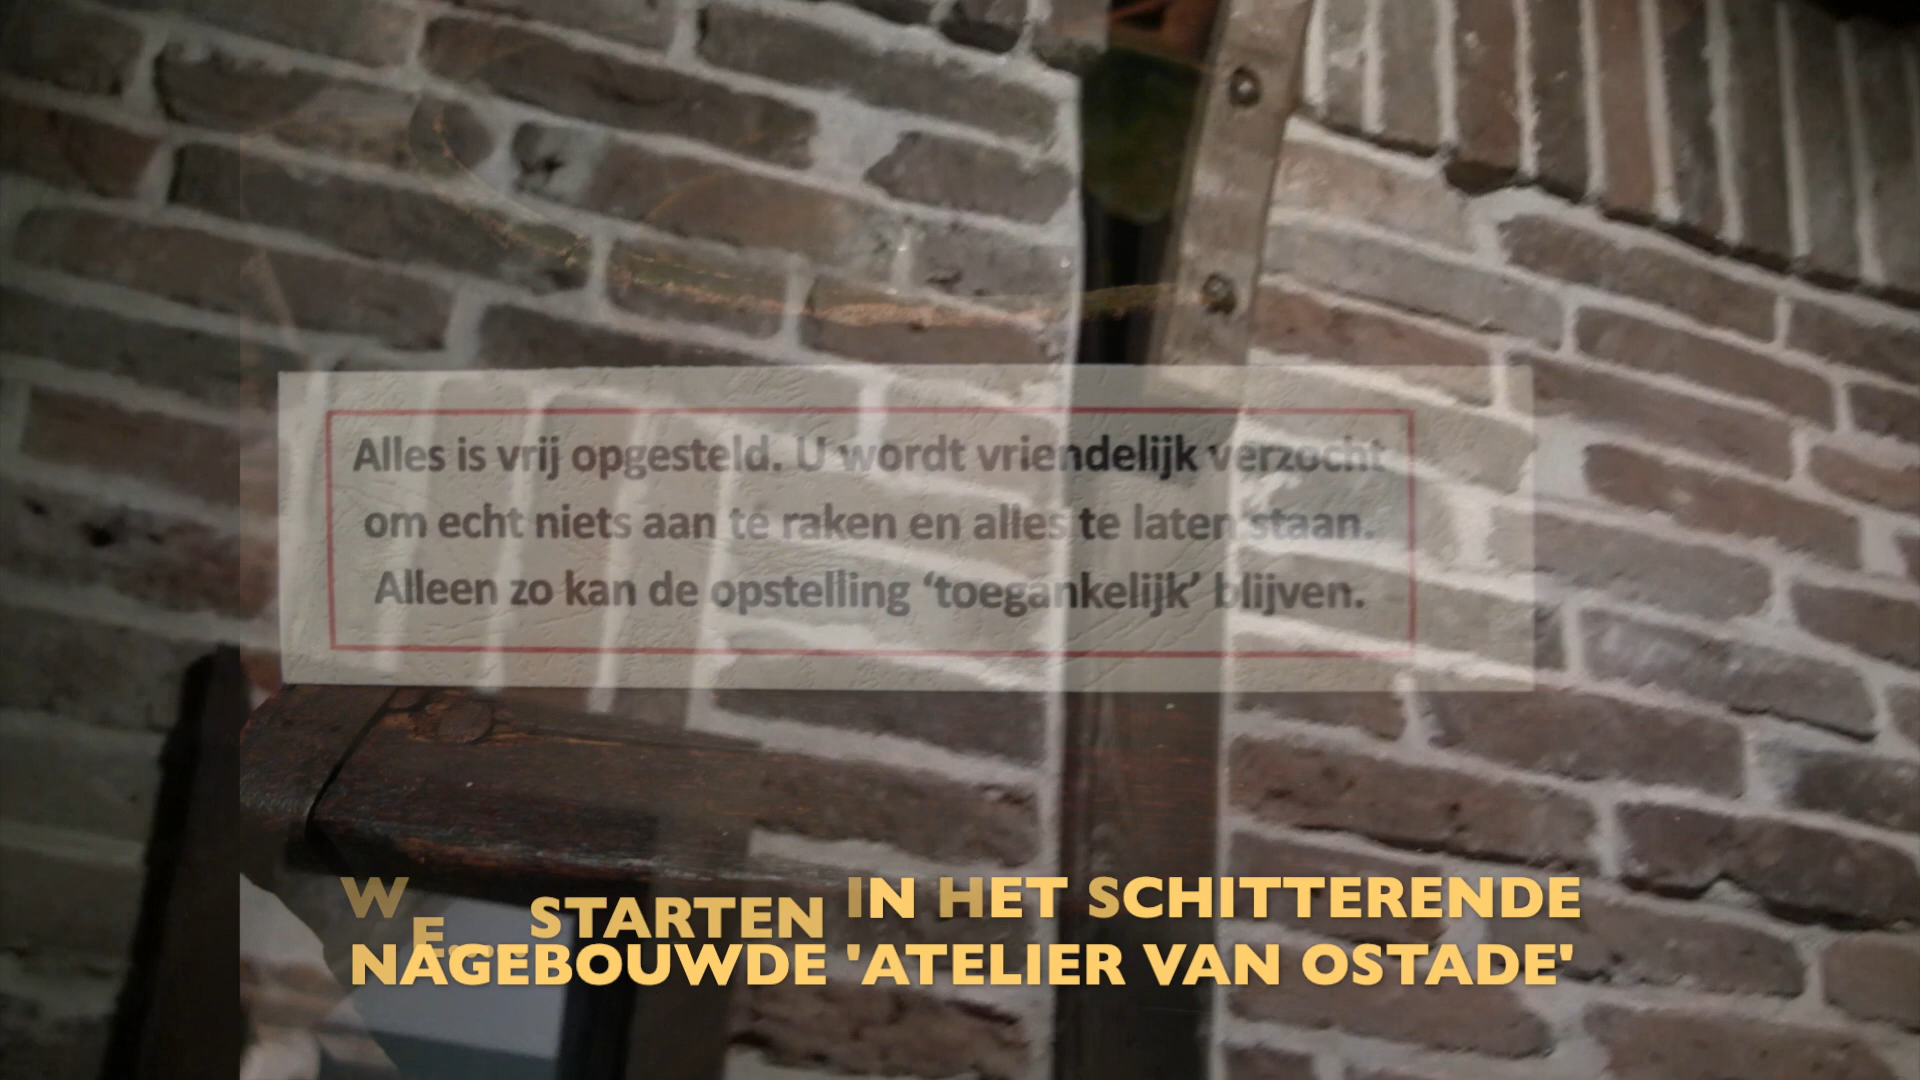 Alles is vrij opgesteld. U wordt vriendelijk verzocht
om echt niets aan te raken en alles te laten staan.
Alleen zo kan de opstelling ‘toegankelijk’ blijven.
WE... STARTEN IN HET SCHITTERENDE
NAGEBOUWDE 'ATELIER VAN OSTADE'